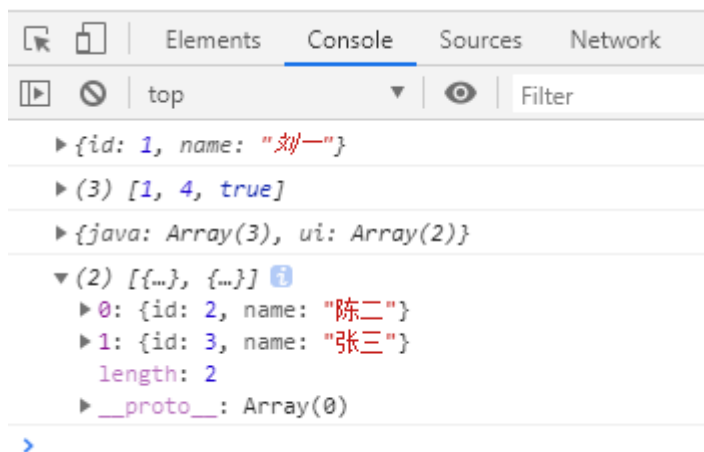 Elements Console Sources Network
top Filter
{id: 1, name: "刘一"}
(3) [1, 4, true]
{java: Array(3), ui: Array(2)}
(2) [{…}, {…}] i
0: {id: 2, name: "陈二"}
1: {id: 3, name: "张三"}
length: 2
__proto__: Array(0)